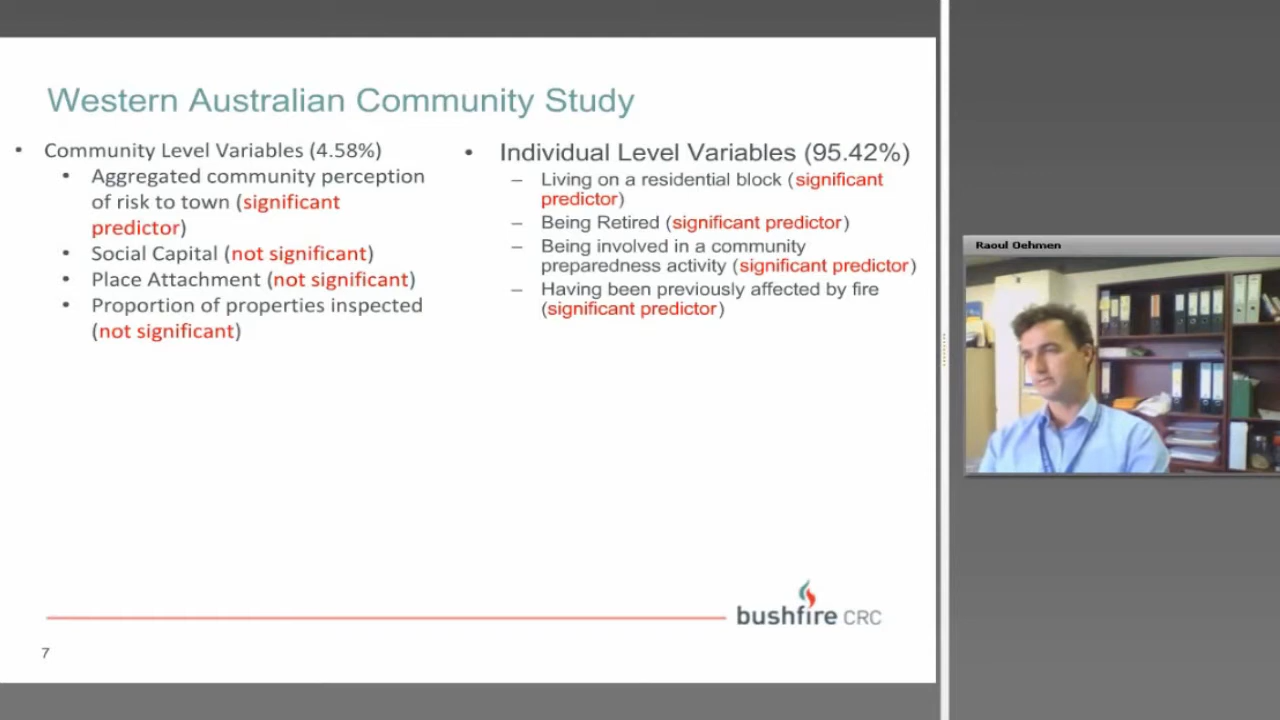 Western Australian Community Study
• Community Level Variables (4.58%)
• Aggregated community perception
of risk to town (significant
predictor)
• Social Capital (not significant)
• Place Attachment (not significant)
• Proportion of properties inspected
(not significant)
• Individual Level Variables (95.42%)
– Living on a residential block (significant
predictor)
– Being Retired (significant predictor)
– Being involved in a community
preparedness activity (significant predictor)
– Having been previously affected by fire
(significant predictor)
bushfire CRC
7
Raoul Oehmen